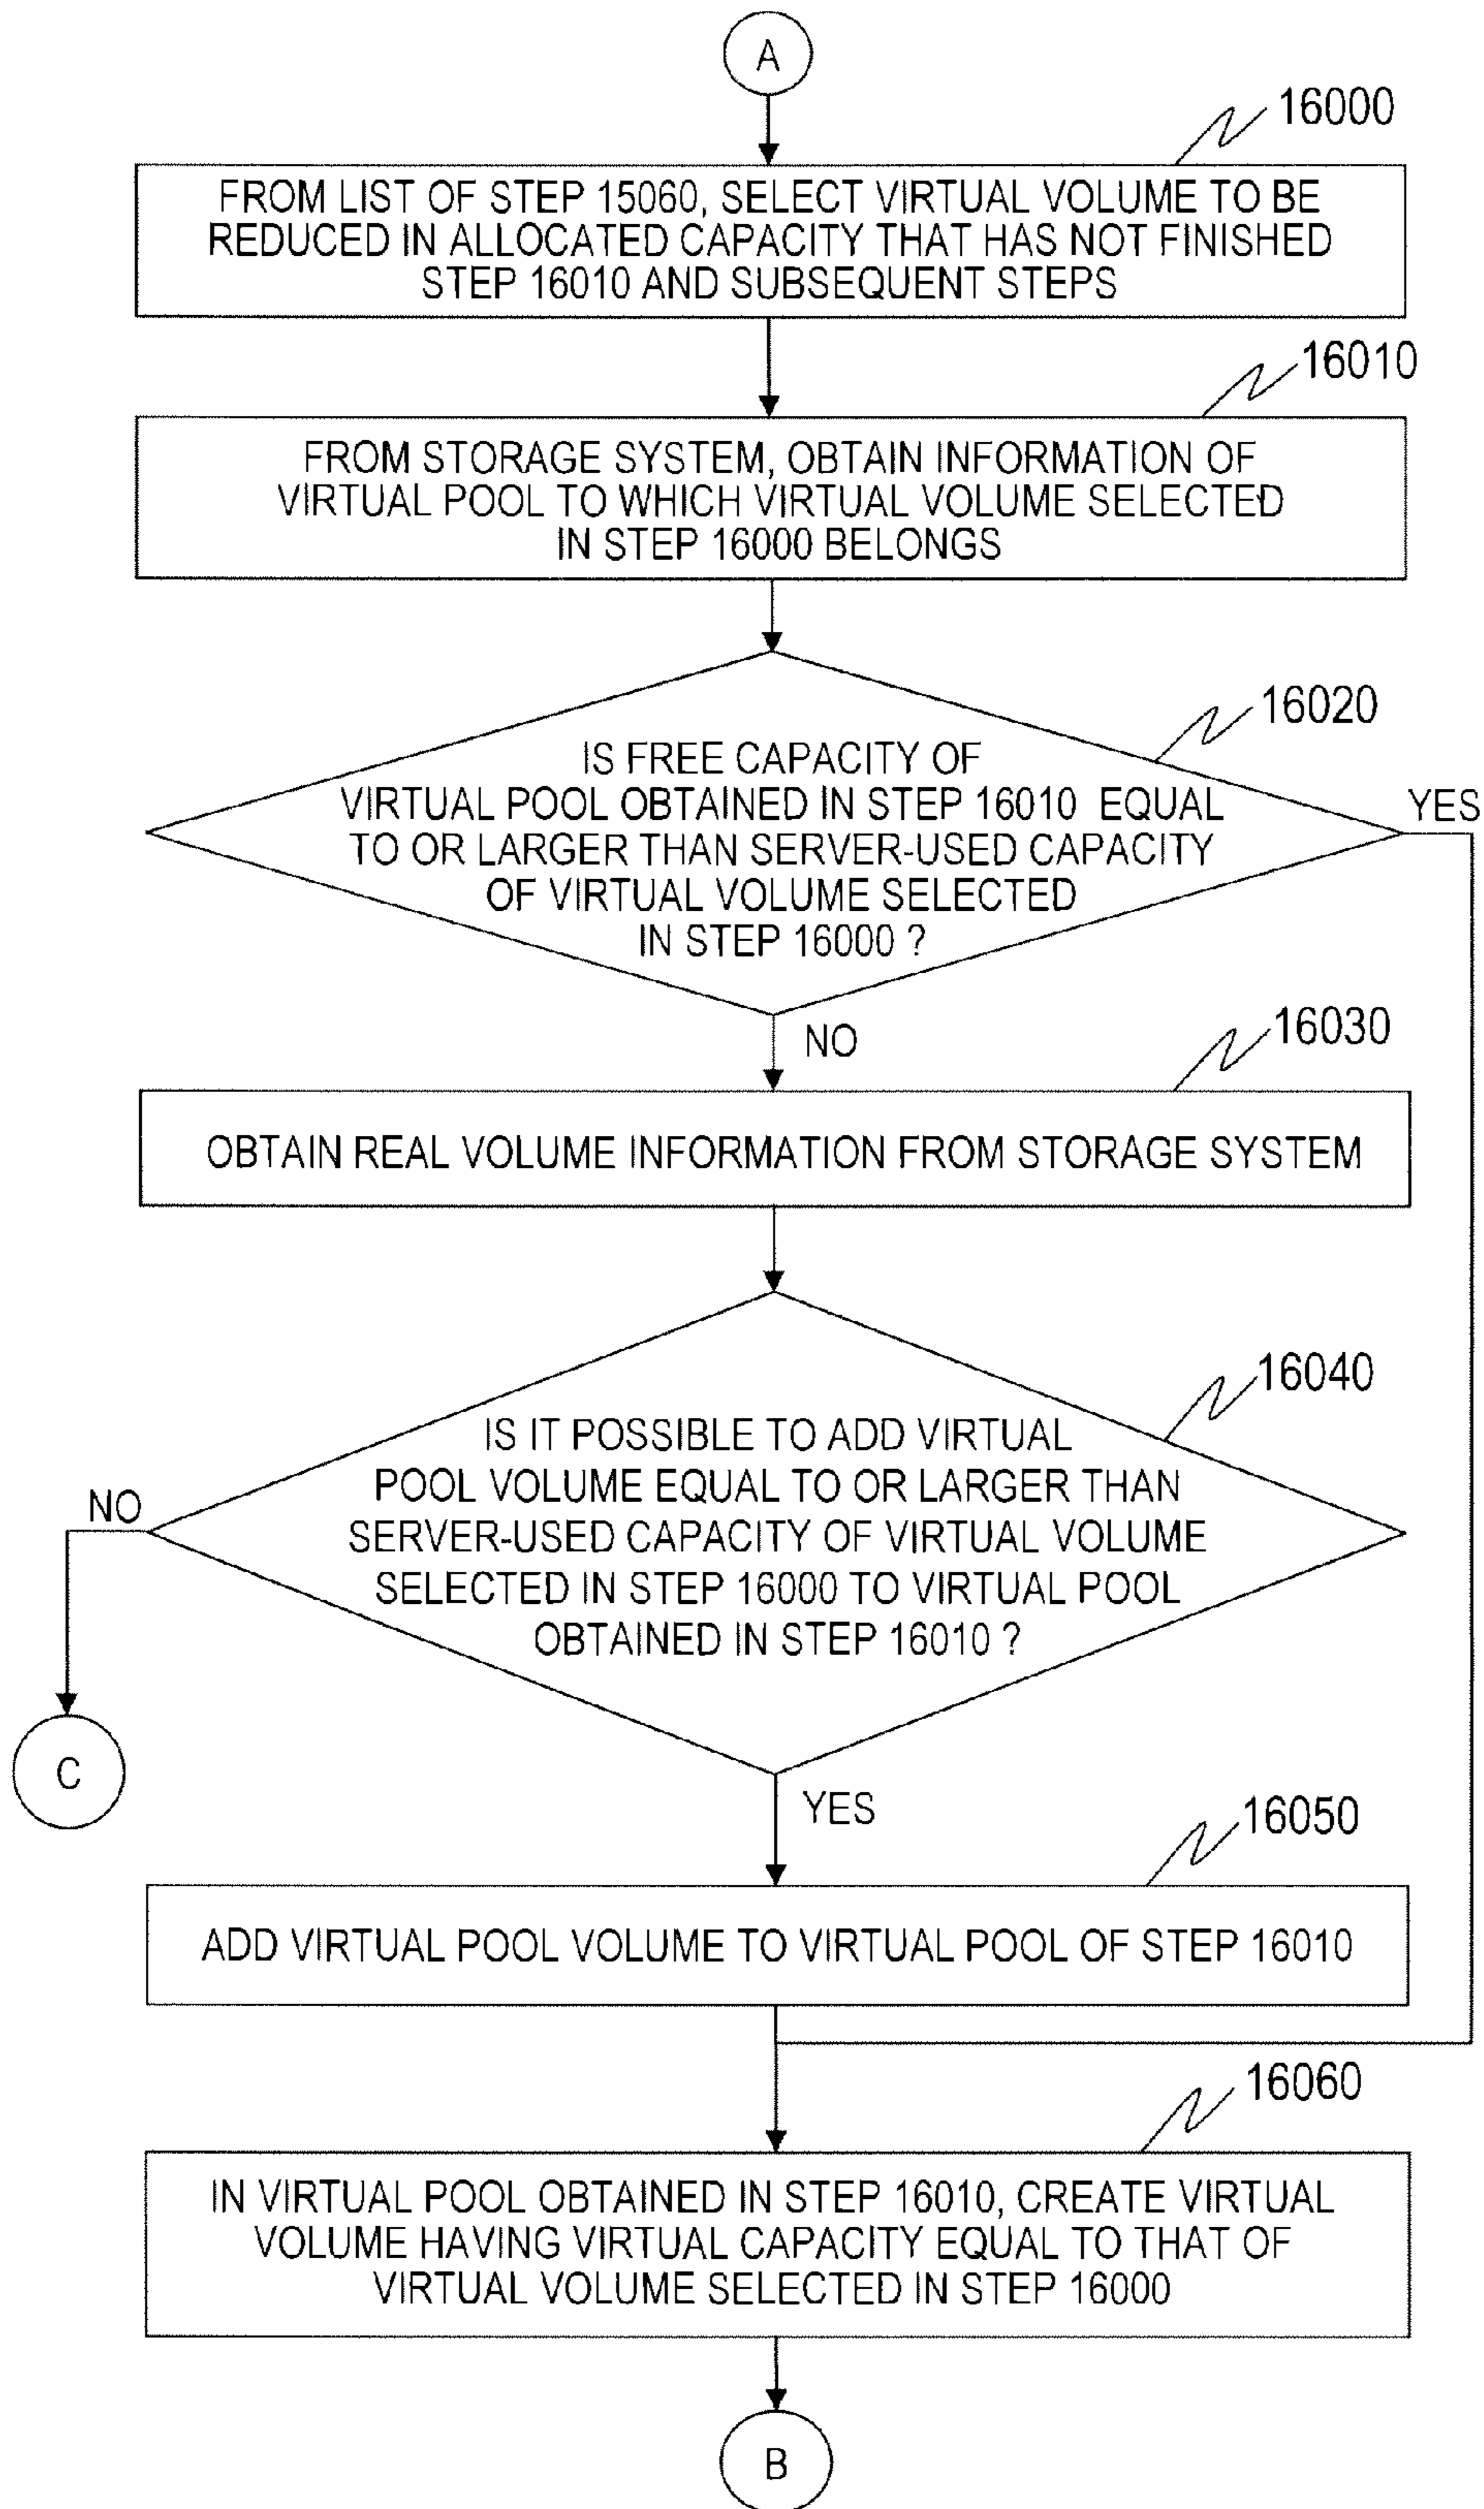 A
16000
FROM LIST OF STEP 15060, SELECT VIRTUAL VOLUME TO BE
REDUCED IN ALLOCATED CAPACITY THAT HAS NOT FINISHED
STEP 16010 AND SUBSEQUENT STEPS
16010
FROM STORAGE SYSTEM, OBTAIN INFORMATION OF
VIRTUAL POOL TO WHICH VIRTUAL VOLUME SELECTED
IN STEP 16000 BELONGS
16020
IS FREE CAPACITY OF
VIRTUAL POOL OBTAINED IN STEP 16010 EQUAL
TO OR LARGER THAN SERVER-USED CAPACITY
OF VIRTUAL VOLUME SELECTED
IN STEP 16000 ?
YES
NO
16030
OBTAIN REAL VOLUME INFORMATION FROM STORAGE SYSTEM
16040
IS IT POSSIBLE TO ADD VIRTUAL
POOL VOLUME EQUAL TO OR LARGER THAN
SERVER-USED CAPACITY OF VIRTUAL VOLUME
SELECTED IN STEP 16000 TO VIRTUAL POOL
OBTAINED IN STEP 16010 ?
NO
C
YES
16050
ADD VIRTUAL POOL VOLUME TO VIRTUAL POOL OF STEP 16010
16060
IN VIRTUAL POOL OBTAINED IN STEP 16010, CREATE VIRTUAL
VOLUME HAVING VIRTUAL CAPACITY EQUAL TO THAT OF
VIRTUAL VOLUME SELECTED IN STEP 16000
B